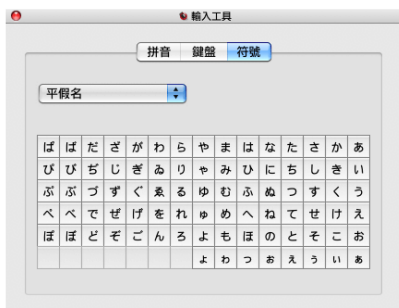 輸入工具
拼音 鍵盤 符號
平假名
ぱ ば だ ざ が わ ら や ま は な た さ か あ
ぴ び ぢ じ ぎ ゐ り ゃ み ひ に ち し き い
ぷ ぶ づ ず ぐ ゑ る ゆ む ふ ぬ つ す く う
ぺ べ で ぜ げ を れ ゅ め へ ね て せ け え
ぽ ぼ ど ぞ ご ん ろ よ も ほ の と そ こ お
ょ ゎ っ ぉ ぇ ぅ ぃ ぁ